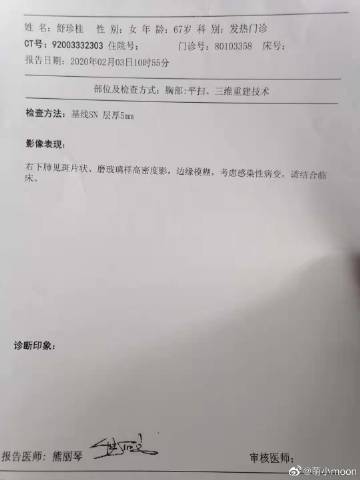 姓 名: 舒珍桂 性 别: 女 年 龄: 67岁 科 别: 发热门诊
CT号: 92003332303 住院号: 门诊号: 80103358 床号:
报告日期: 2020年02月03日10时55分
部位及检查方式: 胸部:平扫、三维重建技术
检查方法: 基线SN 层厚5mm
影像表现:
右下肺见斑片状、磨玻璃样高密度影，边缘模糊，考虑感染性病变，请结合临
床。
诊断印象:
报告医师: 熊丽琴 审核医师:
@萌小moon